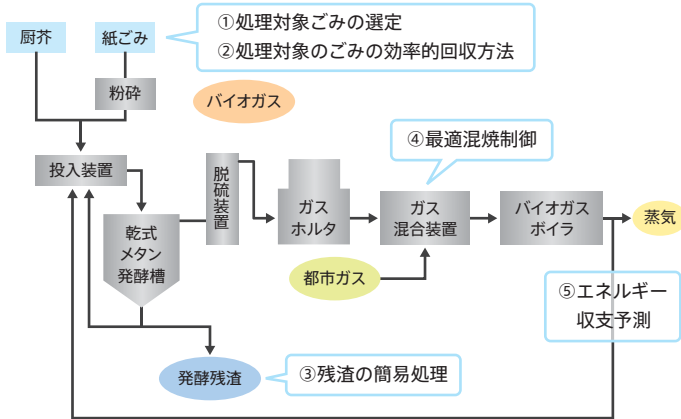 厨芥
紙ごみ
①処理対象ごみの選定
②処理対象のごみの効率的回収方法
粉砕
バイオガス
④最適混焼制御
投入装置
脱硫装置
ガス
ホルタ
ガス
混合装置
バイオガス
ボイラ
蒸気
乾式
メタン
発酵槽
都市ガス
⑤エネルギー
収支予測
発酵残渣
③残渣の簡易処理